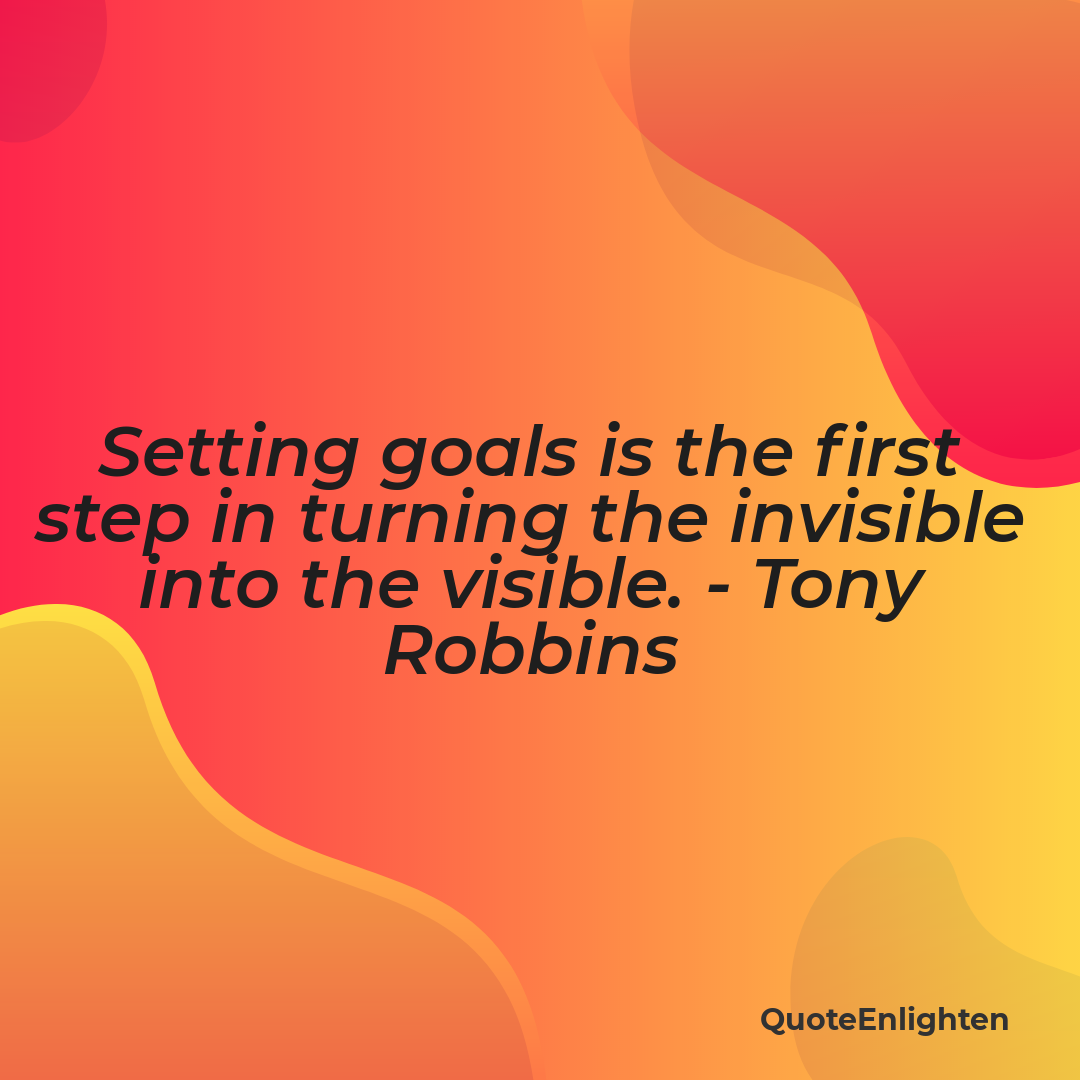 Setting goals is the first
step in turning the invisible
into the visible. - Tony
Robbins
QuoteEnlighten